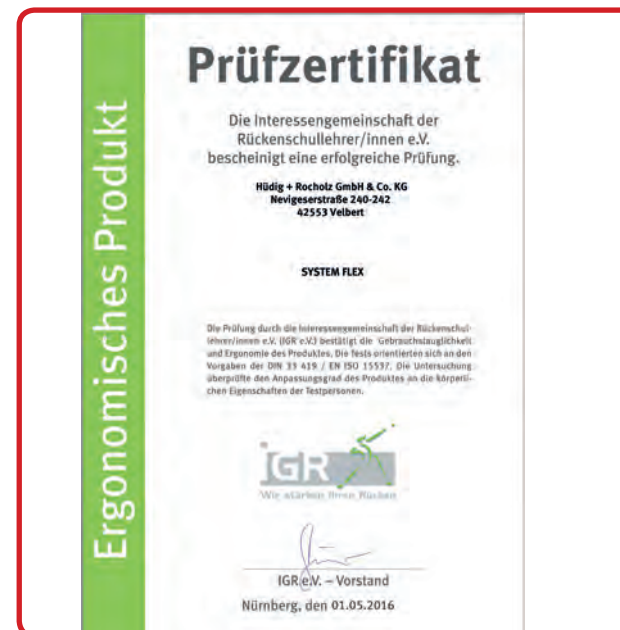 Ergonomisches Produkt
Prüfzertifikat
Die Interessengemeinschaft der
Rückenschullehrer/innen e.V.
bescheinigt eine erfolgreiche Prüfung.
Hüdig + Rocholz GmbH & Co. KG
Nevigeserstraße 240-242
42553 Velbert
SYSTEM FLEX
Die Prüfung durch die Interessengemeinschaft der Rückenschul-
lehrer/innen e.V. (IGR e.V.) bestätigt die Gebrauchstauglichkeit
und Ergonomie des Produktes. Die Tests orientierten sich an den
Vorgaben der DIN 33 419 / EN ISO 15537. Die Untersuchung
überprüfte den Anpassungsgrad des Produktes an die körperli-
chen Eigenschaften der Testpersonen.
iGR
Wir stärken Ihren Rücken
IGR e.V. – Vorstand
Nürnberg, den 01.05.2016